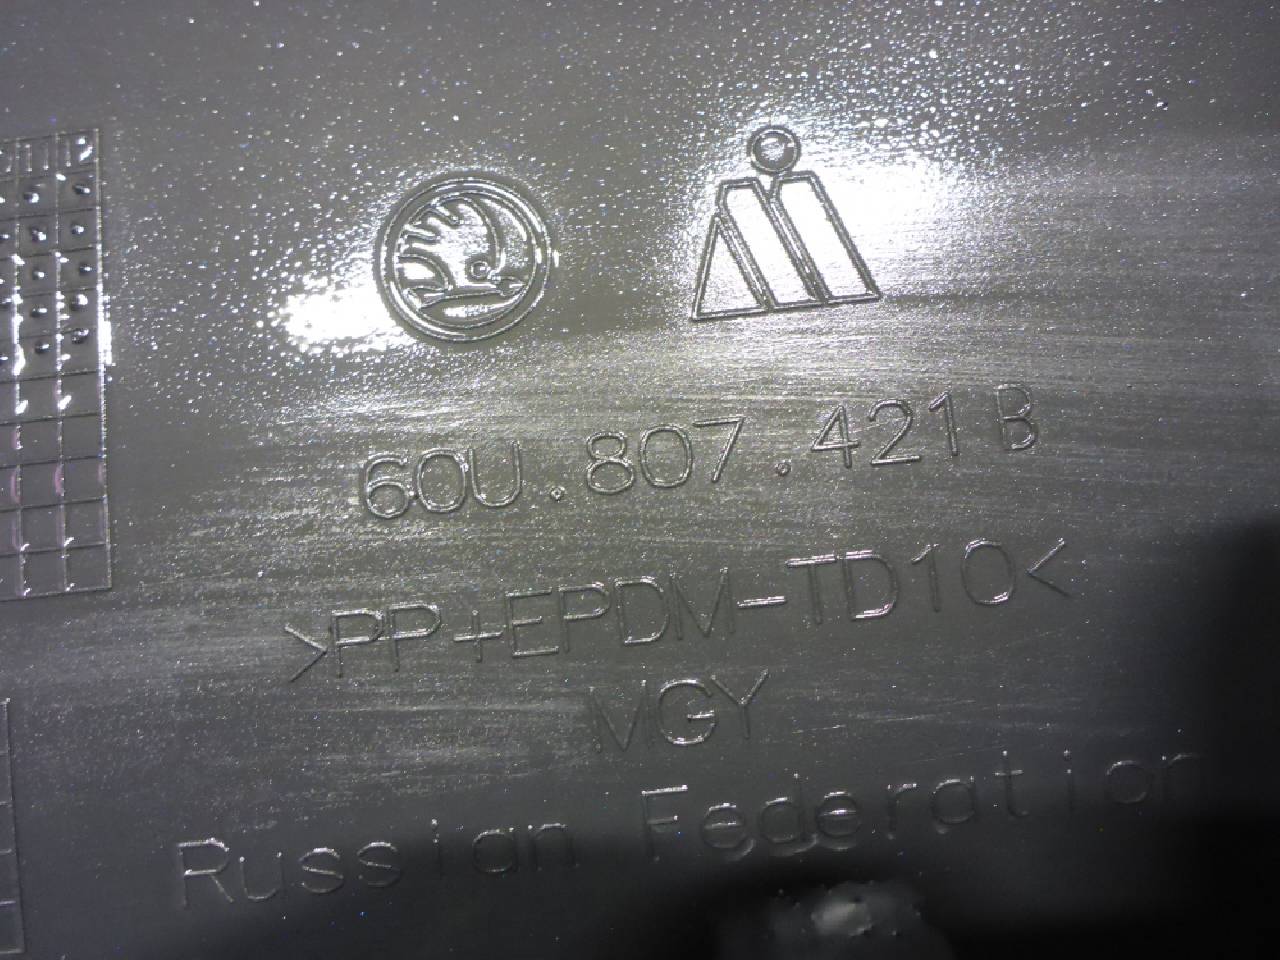 60U.807.421 B
>PP+EPDM-TD10<
MGY
Russian Federation